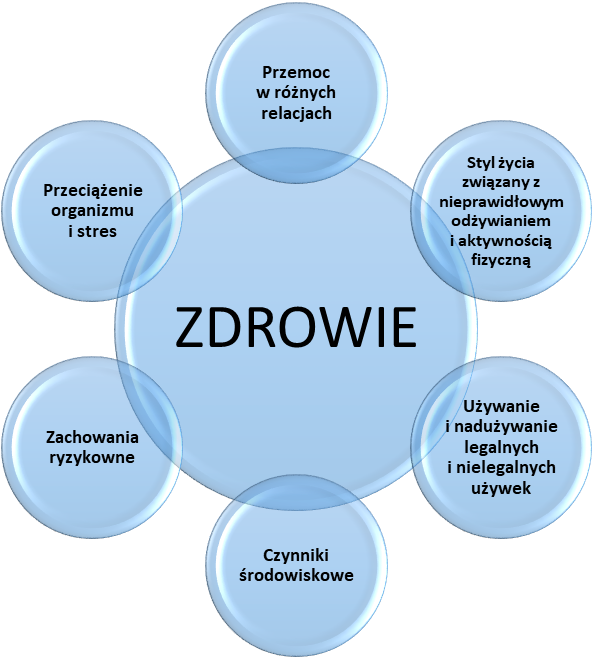 Przemoc
w różnych
relacjach
Styl życia
związany z
nieprawidłowym
odżywianiem
i aktywnością
fizyczną
Używanie
i nadużywanie
legalnych
i nielegalnych
używek
Czynniki
środowiskowe
Zachowania
ryzykowne
Przeciążenie
organizmu
i stres
ZDROWIE